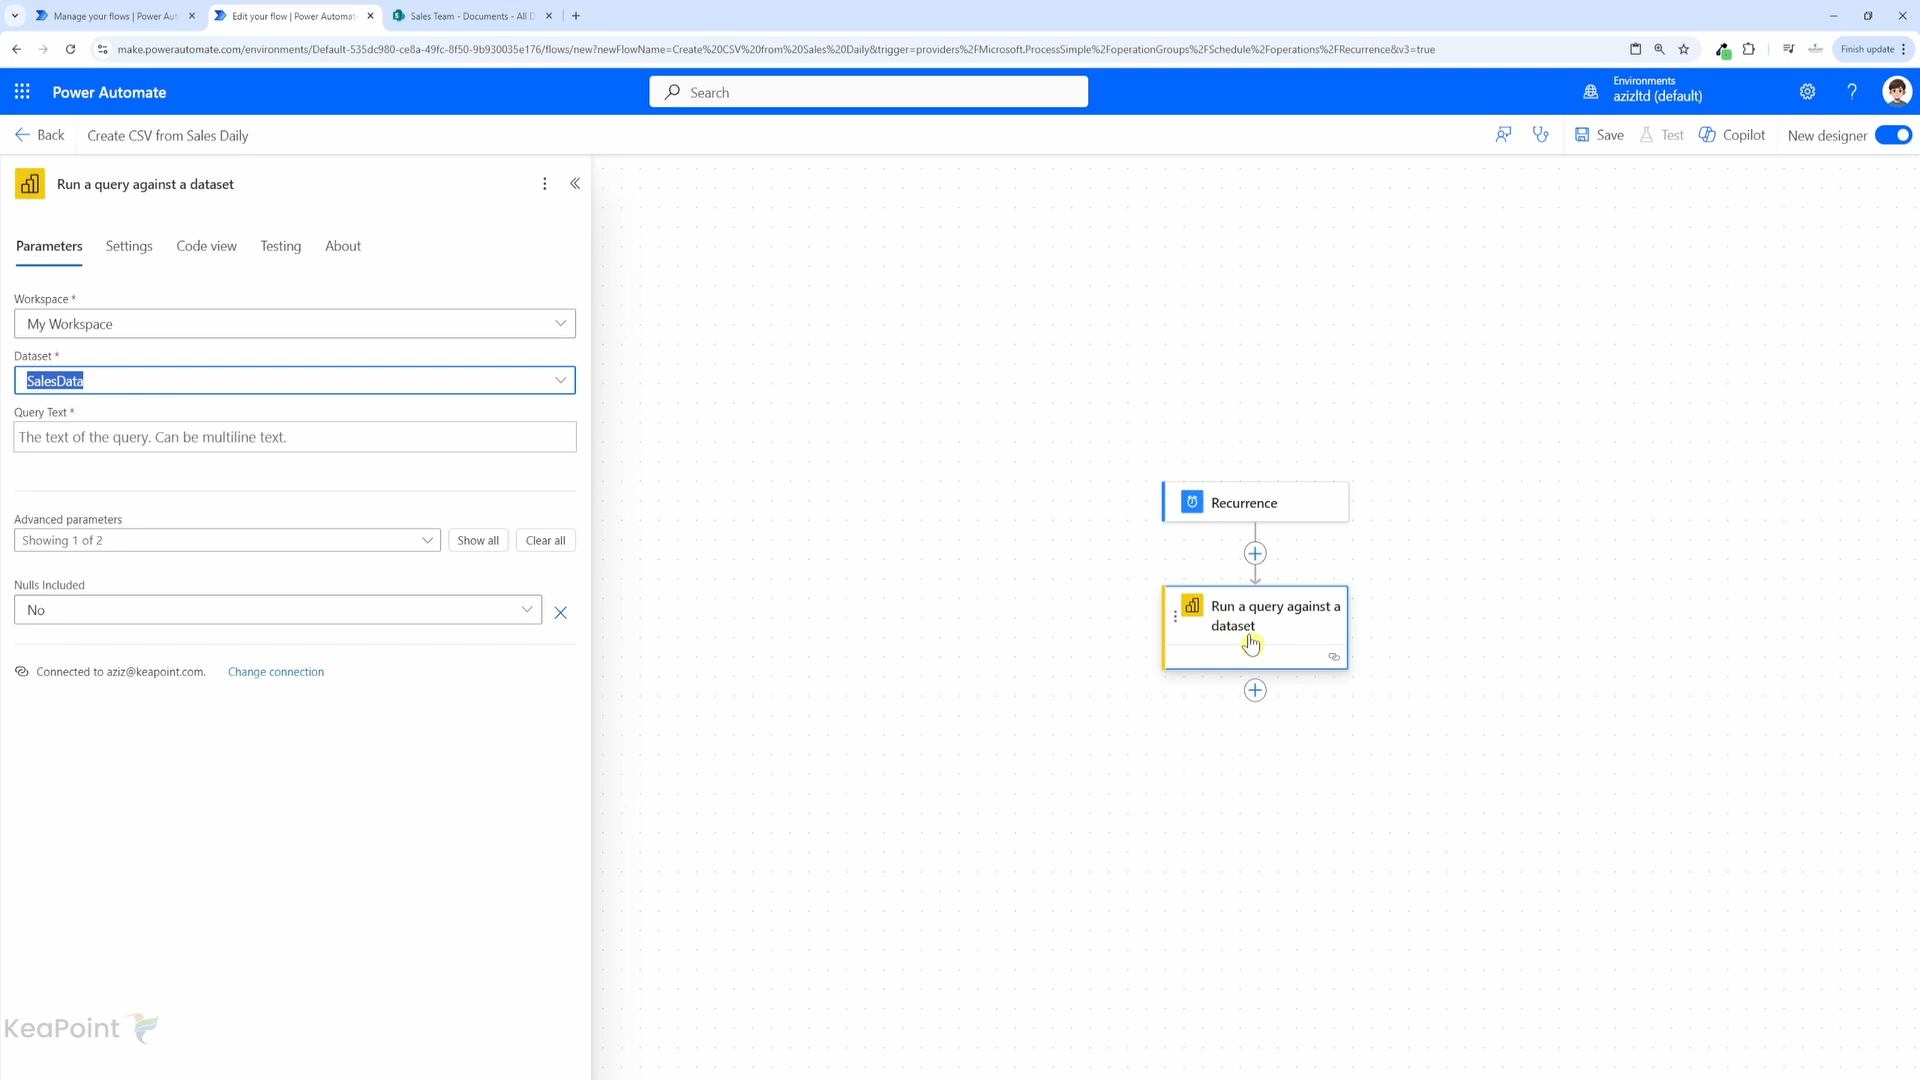 Manage your flows | Power Aut
Edit your flow | Power Automat
Sales Team - Documents - All D
make.powerautomate.com/environments/Default-535dc980-ce8a-49fc-8f50-9b930035e176/flows/new?newFlowName=Create%20CSV%20from%20Sales%20Daily&trigger=providers%2FMicrosoft.ProcessSimple%2FoperationGroups%2FSchedule%2Foperations%2FRecurrence&v3=true
Finish update
Power Automate
Search
Environments
azizltd (default)
Back
Create CSV from Sales Daily
Save
Test
Copilot
New designer
Run a query against a dataset
Parameters
Settings
Code view
Testing
About
Workspace *
My Workspace
Dataset *
SalesData
Query Text *
The text of the query. Can be multiline text.
Advanced parameters
Showing 1 of 2
Show all
Clear all
Nulls Included
No
Connected to aziz@keapoint.com.
Change connection
Recurrence
Run a query against a
dataset
KeaPoint